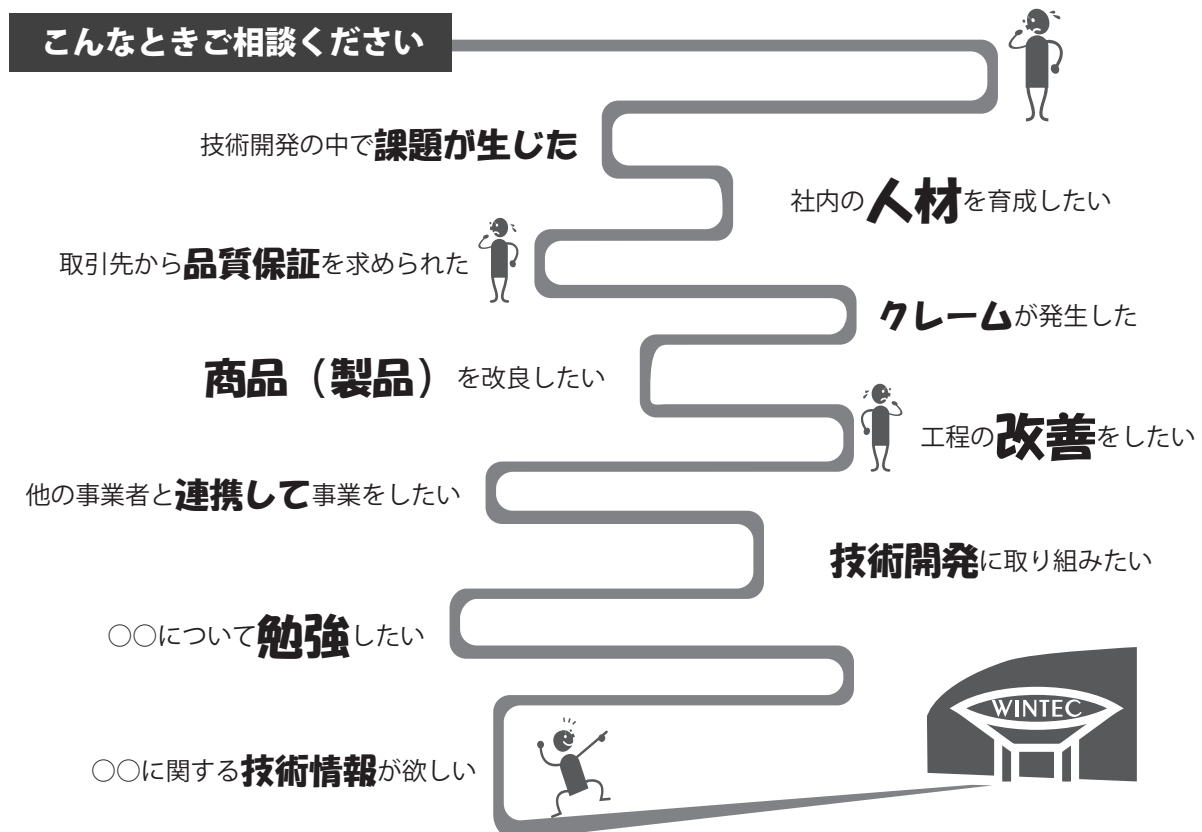 こんなときご相談ください
技術開発の中で課題が生じた
社内の人材を育成したい
取引先から品質保証を求められた
クレームが発生した
商品（製品）を改良したい
工程の改善をしたい
他の事業者と連携して事業をしたい
技術開発に取り組みたい
○○について勉強したい
WINTEC
○○に関する技術情報が欲しい